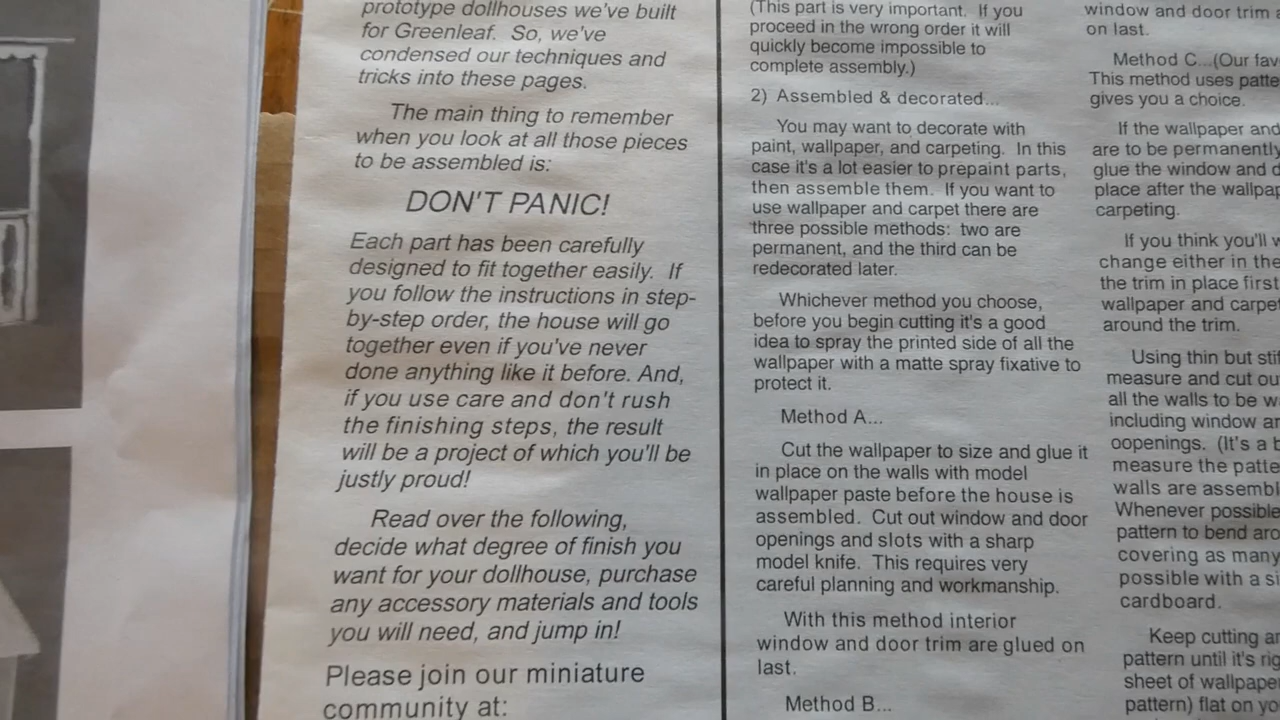 prototype dollhouses we've built
for Greenleaf. So, we've
condensed our techniques and
tricks into these pages.
The main thing to remember
when you look at all those pieces
to be assembled is:
DON'T PANIC!
Each part has been carefully
designed to fit together easily. If
you follow the instructions in step-
by-step order, the house will go
together even if you've never
done anything like it before. And,
if you use care and don't rush
the finishing steps, the result
will be a project of which you'll be
justly proud!
Read over the following,
decide what degree of finish you
want for your dollhouse, purchase
any accessory materials and tools
you will need, and jump in!
Please join our miniature
community at:
(This part is very important. If you
proceed in the wrong order it will
quickly become impossible to
complete assembly.)
2) Assembled & decorated...
You may want to decorate with
paint, wallpaper, and carpeting. In this
case it's a lot easier to prepaint parts,
then assemble them. If you want to
use wallpaper and carpet there are
three possible methods: two are
permanent, and the third can be
redecorated later.
Whichever method you choose,
before you begin cutting it's a good
idea to spray the printed side of all the
wallpaper with a matte spray fixative to
protect it.
Method A...
Cut the wallpaper to size and glue it
in place on the walls with model
wallpaper paste before the house is
assembled. Cut out window and door
openings and slots with a sharp
model knife. This requires very
careful planning and workmanship.
With this method interior
window and door trim are glued on
last.
Method B...
window and door trim
on last.
Method C...(Our
This method uses
gives you a choice.
If the wallpaper and
are to be permanently
glue the window and
place after the
carpeting.
If you think you'll
change either in the
the trim in place first
wallpaper and
around the trim.
Using thin but
measure and cut
all the walls to be
including window
oopenings. (It's a
measure the
walls are
Whenever possible
pattern to bend
covering as many
possible with a
cardboard.
Keep cutting
pattern until it's
sheet of
pattern) flat on